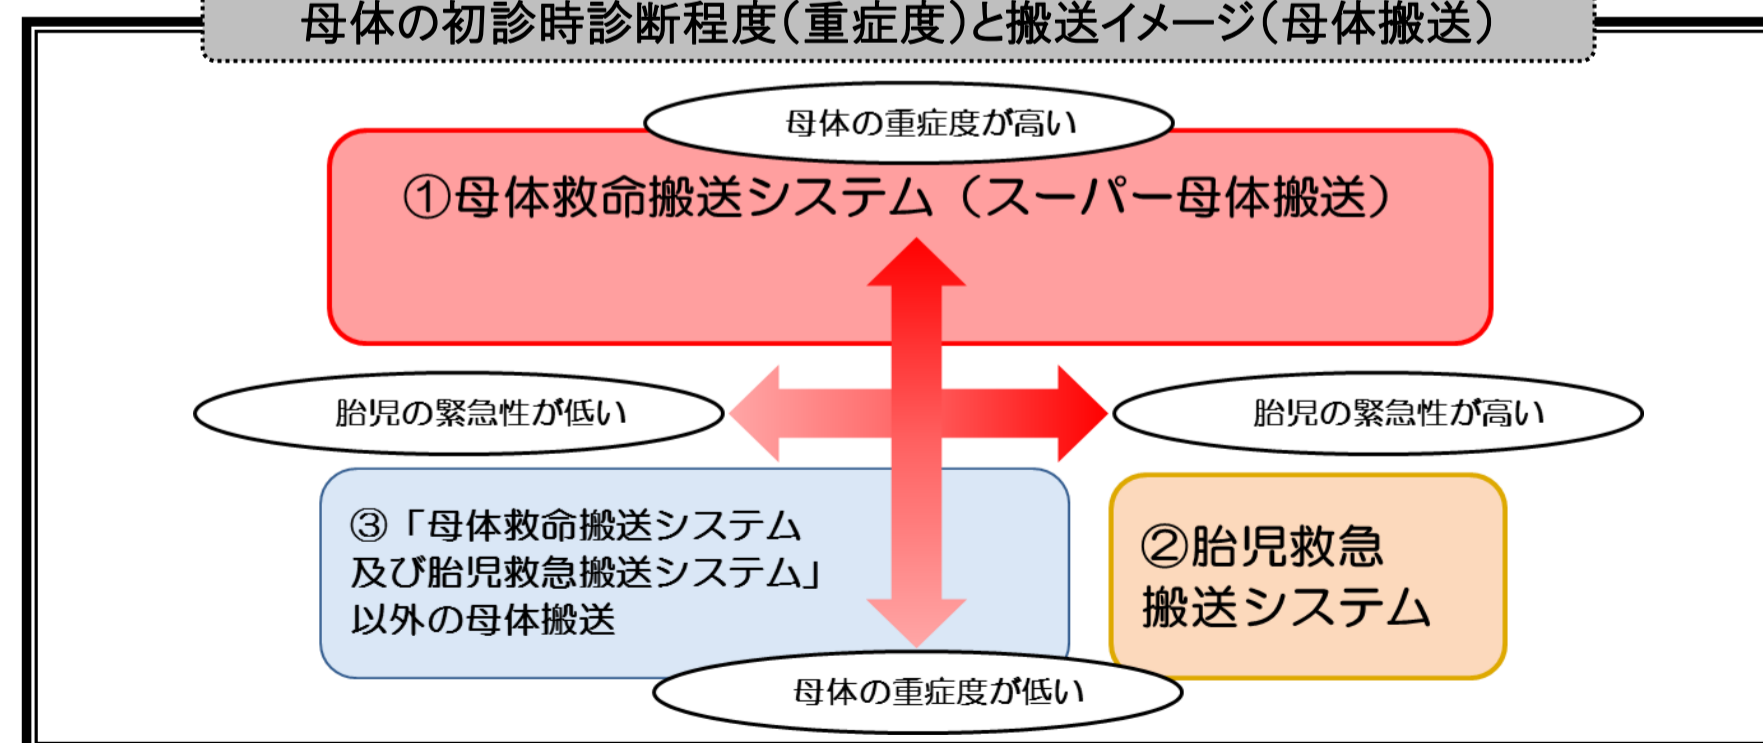 母体の初診時診断程度(重症度)と搬送イメージ(母体搬送)
母体の重症度が高い
①母体救命搬送システム（スーパー母体搬送）
胎児の緊急性が低い
胎児の緊急性が高い
③「母体救命搬送システム
及び胎児救急搬送システム」
以外の母体搬送
②胎児救急
搬送システム
母体の重症度が低い